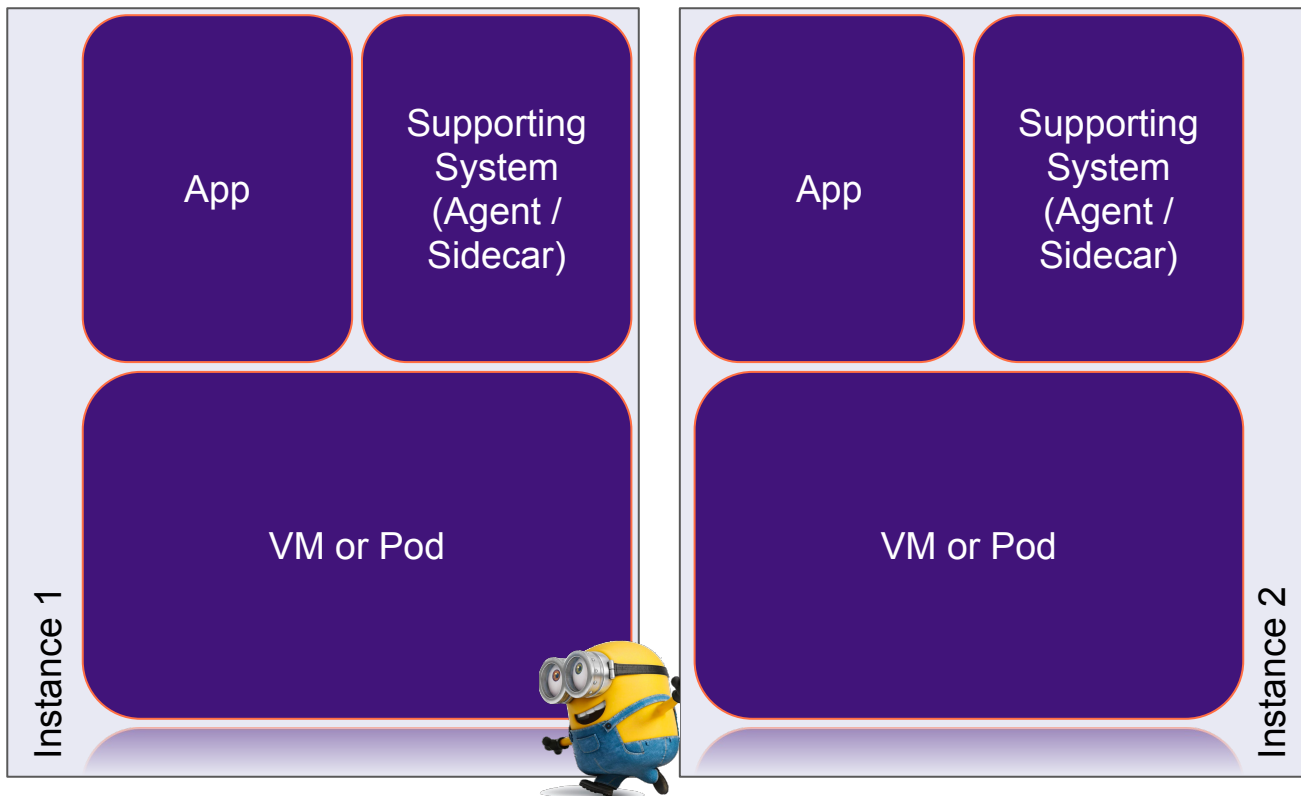 App
Supporting
System
(Agent /
Sidecar)
VM or Pod
Instance 1
App
Supporting
System
(Agent /
Sidecar)
VM or Pod
Instance 2